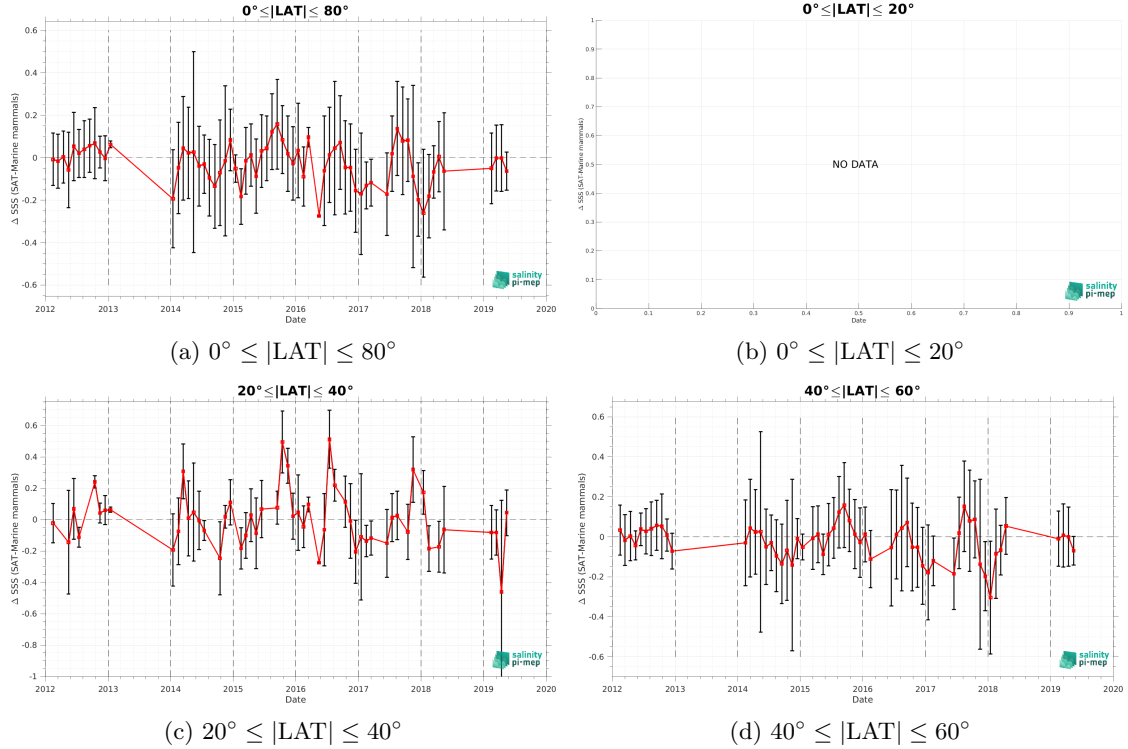 0°≤|LAT|≤ 80°
0.6
0.4
0.2
0
-0.2
-0.4
-0.6
Δ SSS (SAT-Marine mammals)
2012 2013 2014 2015 2016 2017 2018 2019 2020
Date
salinity
pi-mep
(a) 0° ≤ |LAT| ≤ 80°
0°≤|LAT|≤ 20°
1
0.9
0.8
0.7
0.6
0.5
0.4
0.3
0.2
0.1
0
Δ SSS (SAT-Marine mammals)
NO DATA
0 0.1 0.2 0.3 0.4 0.5 0.6 0.7 0.8 0.9 1
Date
salinity
pi-mep
(b) 0° ≤ |LAT| ≤ 20°
20°≤|LAT|≤ 40°
0.6
0.4
0.2
0
-0.2
-0.4
-0.6
-0.8
-1
Δ SSS (SAT-Marine mammals)
2012 2013 2014 2015 2016 2017 2018 2019 2020
Date
salinity
pi-mep
(c) 20° ≤ |LAT| ≤ 40°
40°≤|LAT|≤ 60°
0.6
0.4
0.2
0
-0.2
-0.4
-0.6
Δ SSS (SAT-Marine mammals)
2012 2013 2014 2015 2016 2017 2018 2019 2020
Date
salinity
pi-mep
(d) 40° ≤ |LAT| ≤ 60°